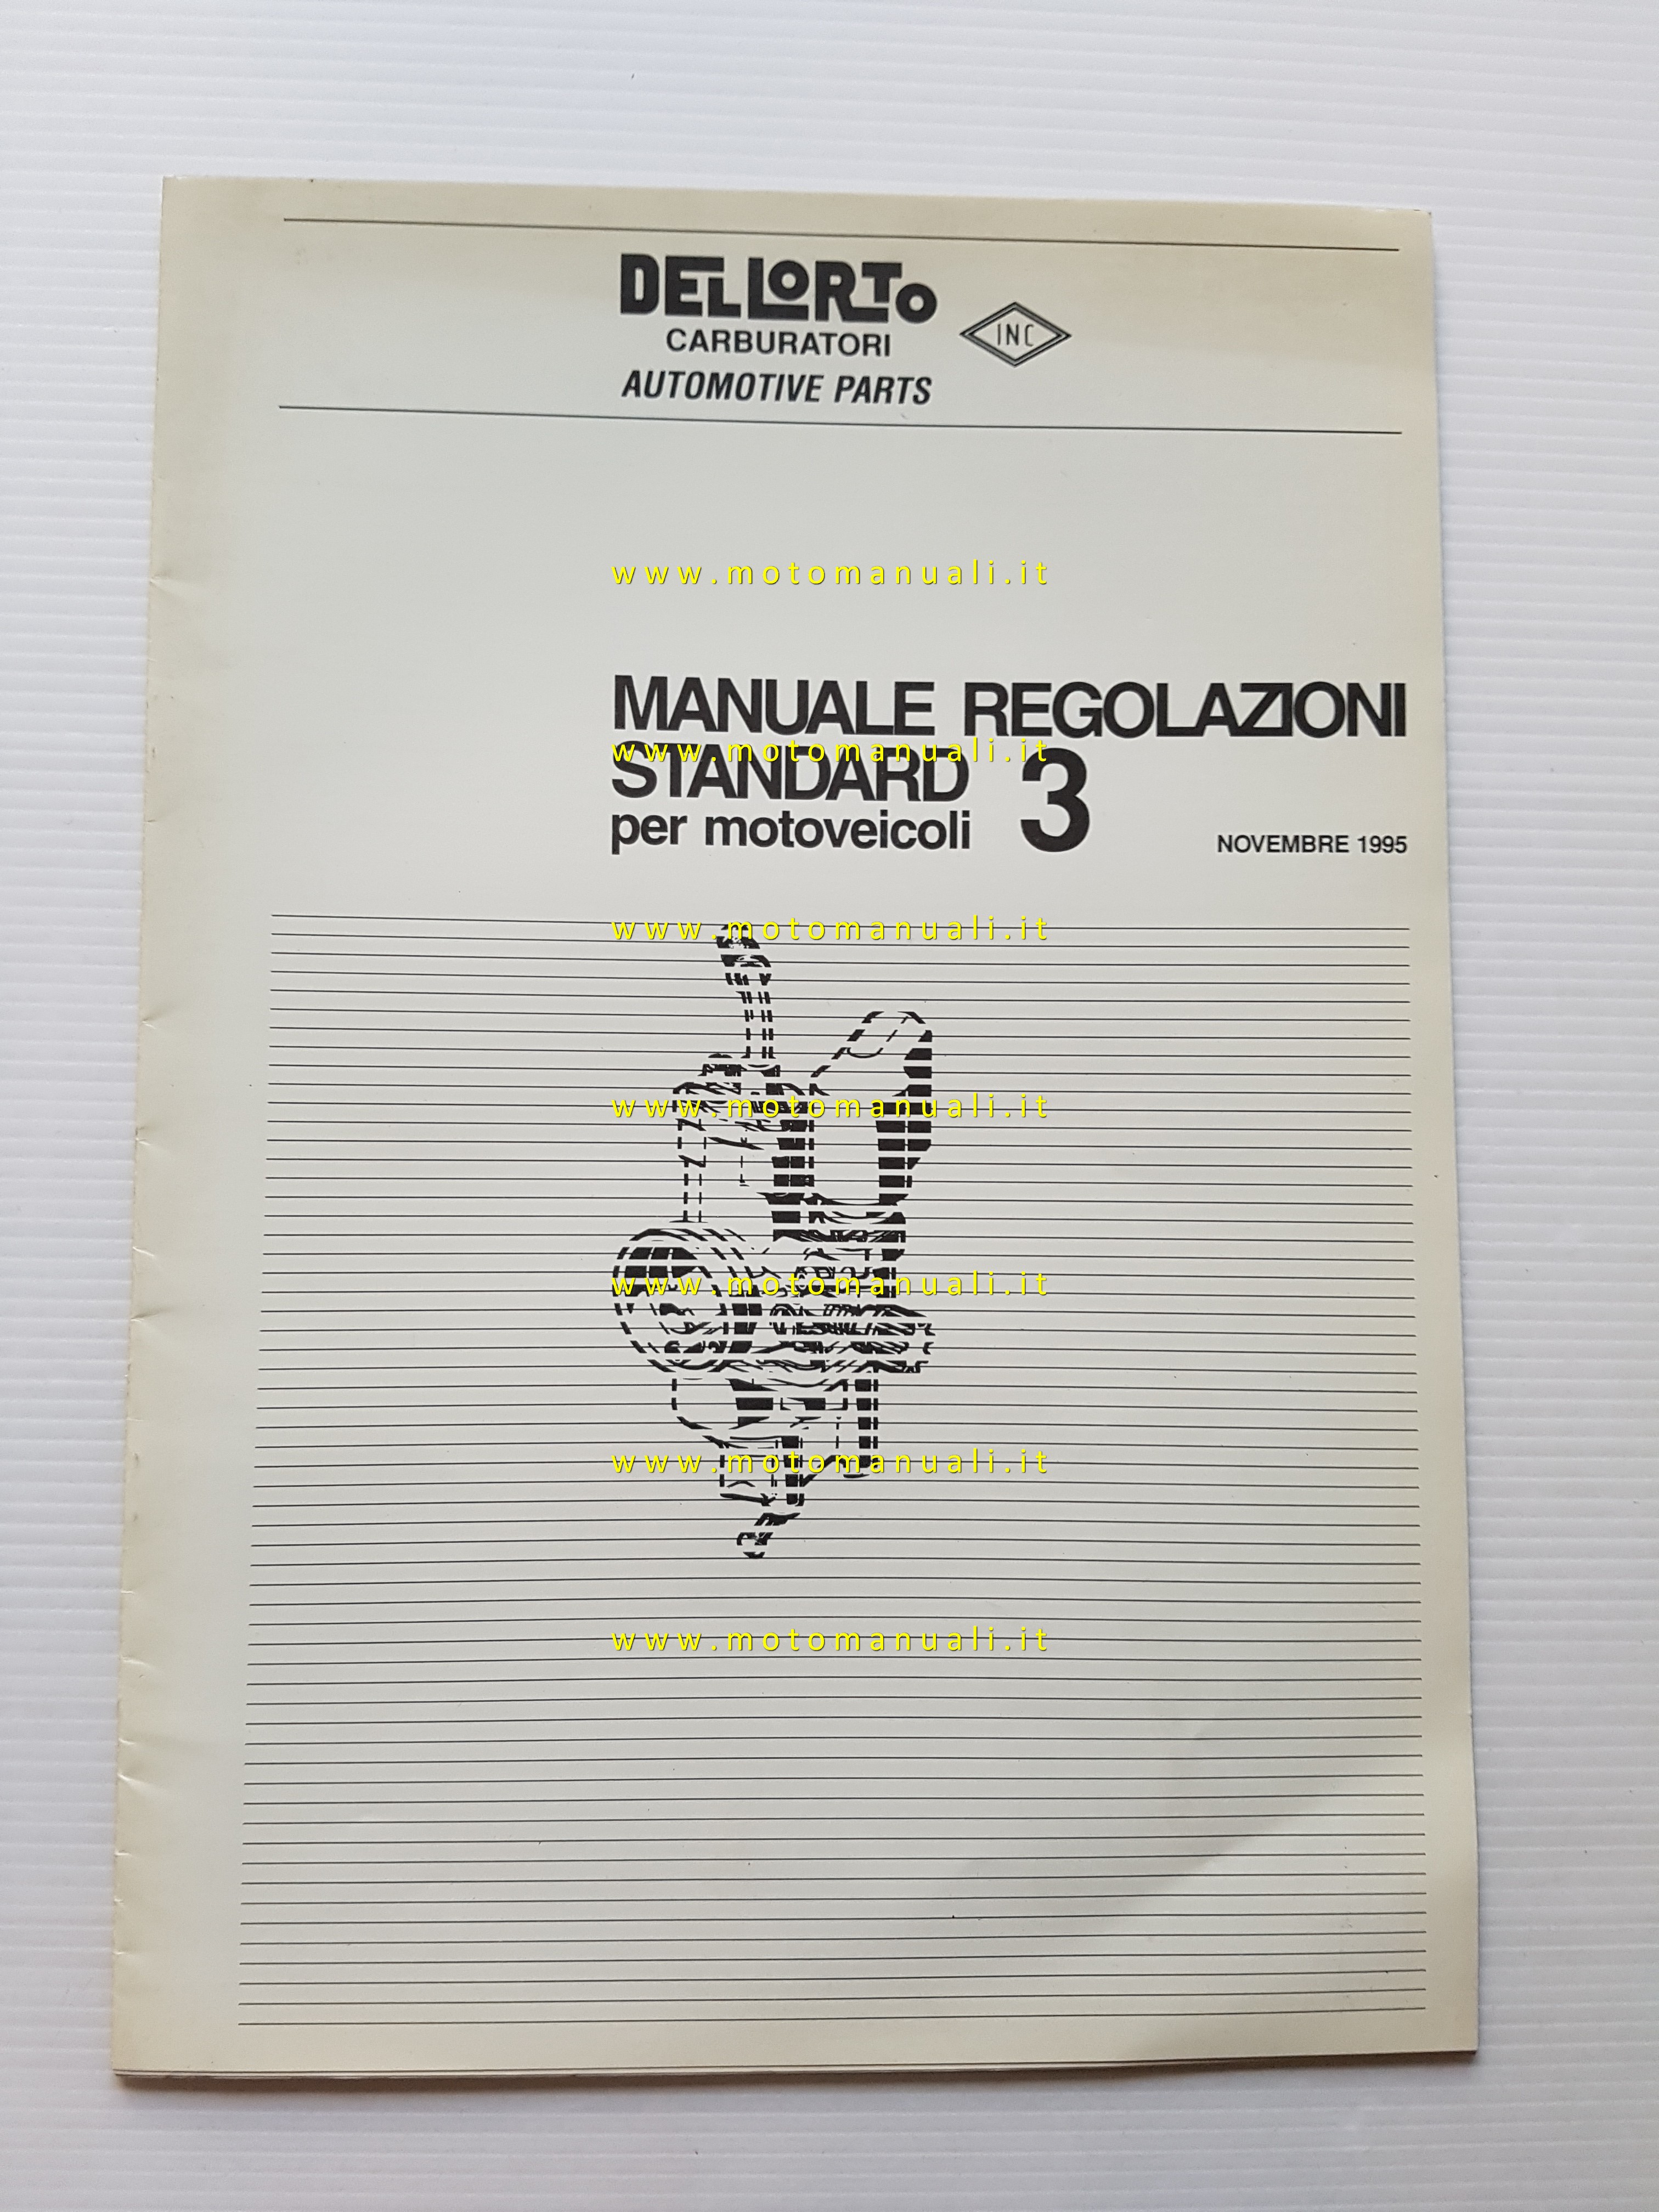 DELLORTO
CARBURATORI
INC
AUTOMOTIVE PARTS
www.motomanuali.it
MANUALE REGOLAZIONI
www.motomanuali.it
STANDARD 3
per motoveicoli
NOVEMBRE 1995
www.motomanuali.it
www.motomanuali.it
www.motomanuali.it
www.motomanuali.it
www.motomanuali.it